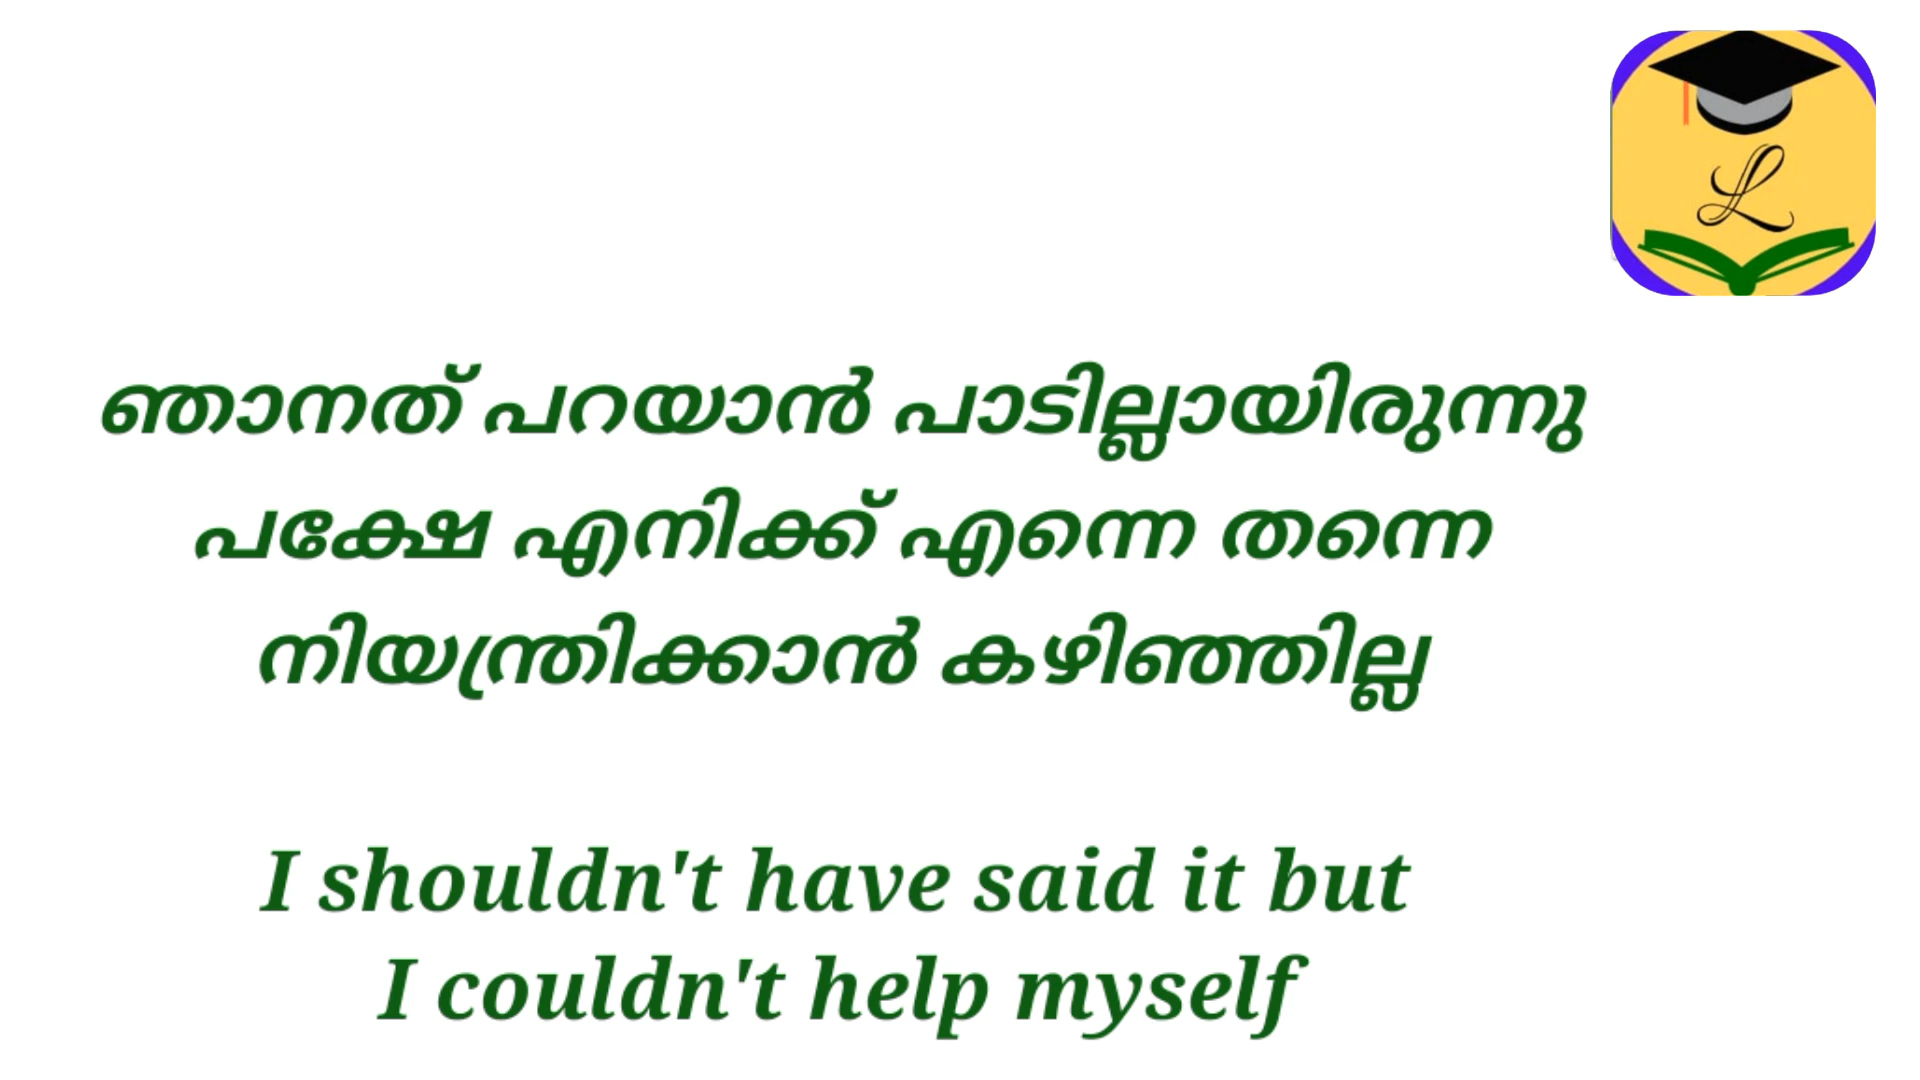 L
ഞാനത് പറയാൻ പാടില്ലായിരുന്നു
പക്ഷേ എനിക്ക് എന്നെ തന്നെ
നിയന്ത്രിക്കാൻ കഴിഞ്ഞില്ല
I shouldn't have said it but
I couldn't help myself